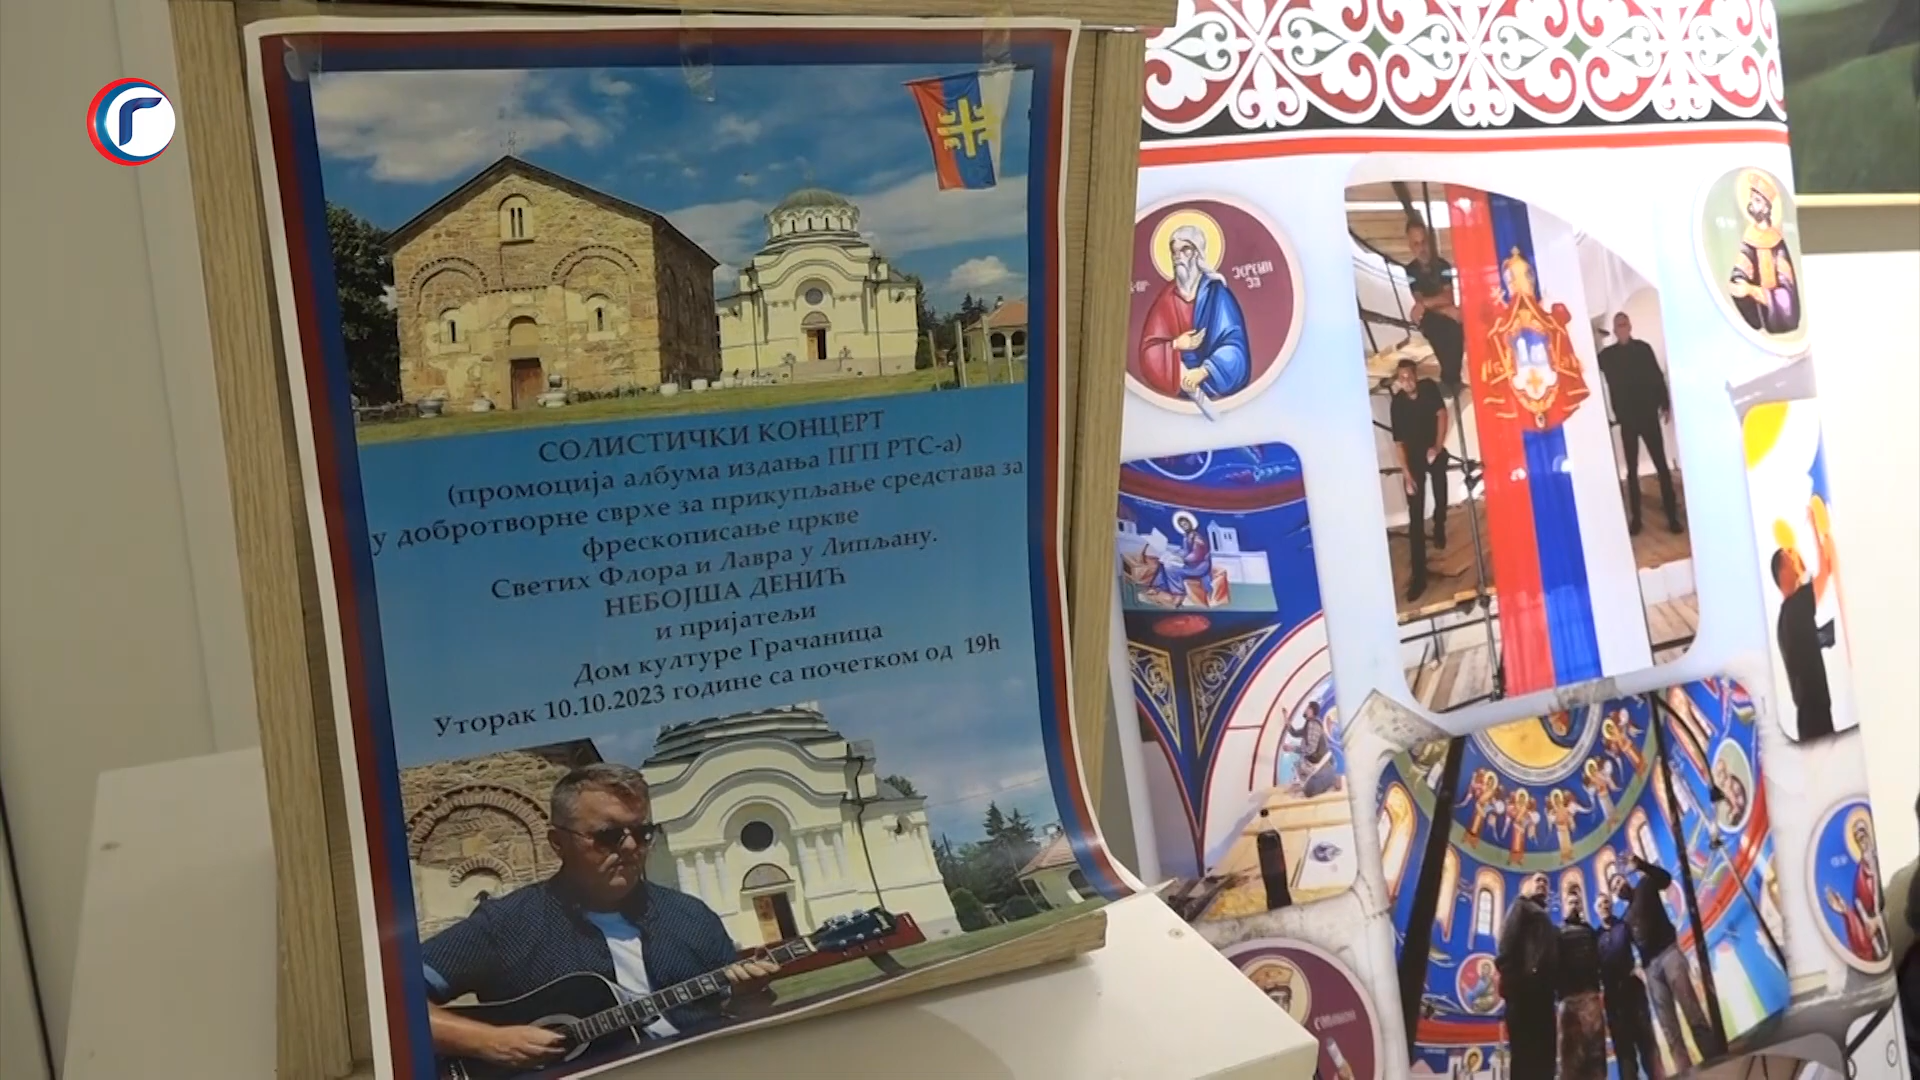 СОЛИСТИЧКИ КОНЦЕРТ
(промоција албума издања ПГП РТС-а)
у добротворне сврхе за прикупљање средстава за
фрескописање цркве
Светих Флора и Лавра у Липљану.
НЕБОЈША ДЕНИЋ
и пријатељи
Дом културе Грачаница
Уторак 10.10.2023 године са почетком од 19h